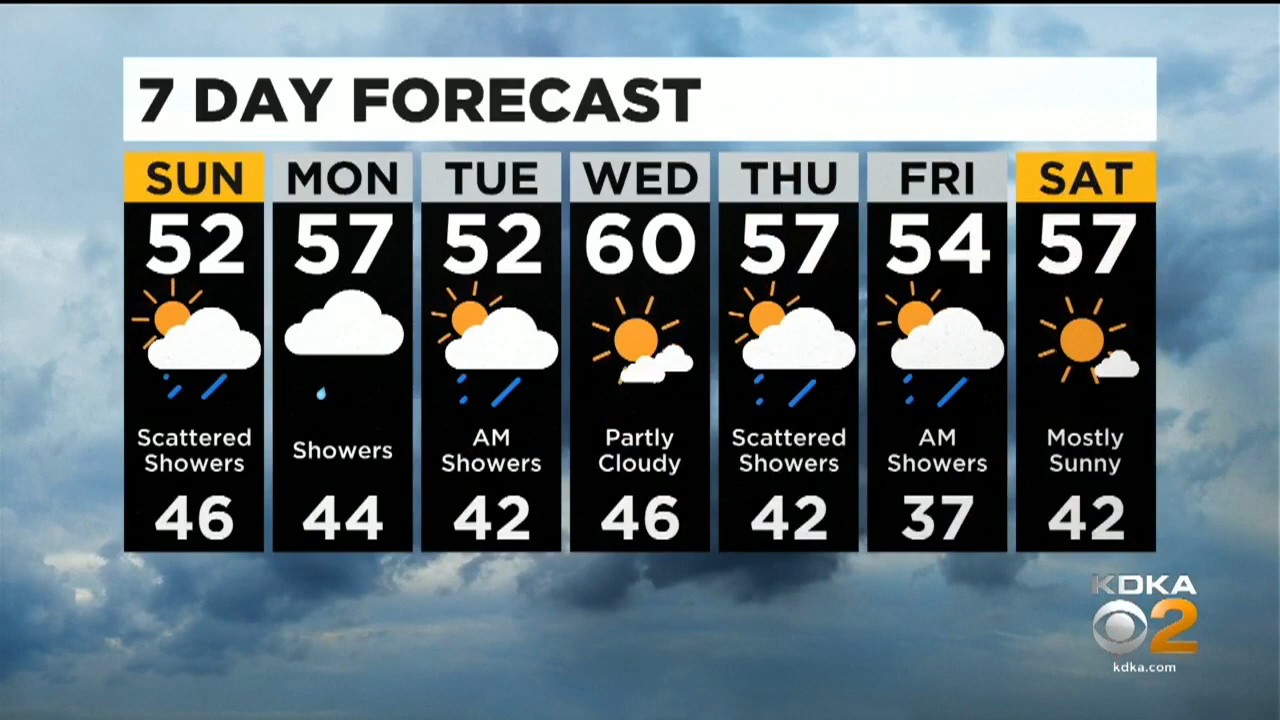 7 DAY FORECAST
SUN
52
Scattered
Showers
46
MON
57
Showers
44
TUE
52
AM
Showers
42
WED
60
Partly
Cloudy
46
THU
57
Scattered
Showers
42
FRI
54
AM
Showers
37
SAT
57
Mostly
Sunny
42
KDKA
2
kdka.com